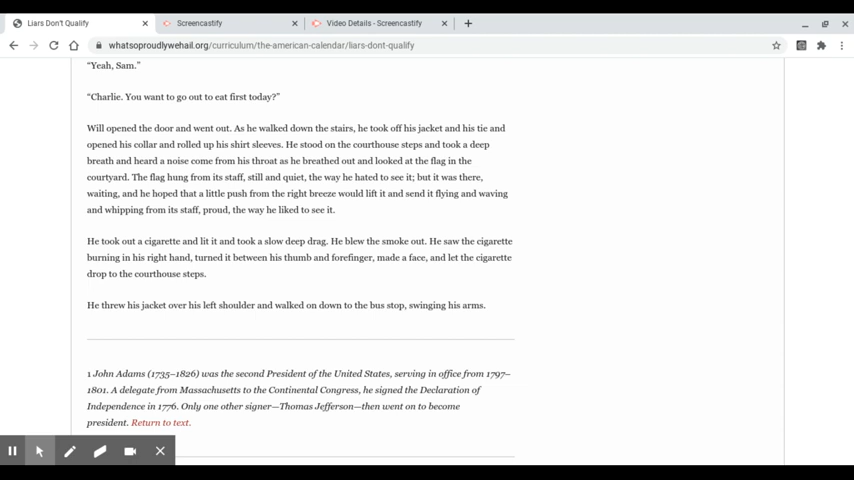 Liars Don't Qualify
Screencastify
Video Details - Screencastify
whatsoproudlywehail.org/curriculum/the-american-calendar/liars-dont-qualify
“Yeah, Sam.”
“Charlie. You want to go out to eat first today?”
Will opened the door and went out. As he walked down the stairs, he took off his jacket and his tie and
opened his collar and rolled up his shirt sleeves. He stood on the courthouse steps and took a deep
breath and heard a noise come from his throat as he breathed out and looked at the flag in the
courtyard. The flag hung from its staff, still and quiet, the way he hated to see it; but it was there,
waiting, and he hoped that a little push from the right breeze would lift it and send it flying and waving
and whipping from its staff, proud, the way he liked to see it.
He took out a cigarette and lit it and took a slow deep drag. He blew the smoke out. He saw the cigarette
burning in his right hand, turned it between his thumb and forefinger, made a face, and let the cigarette
drop to the courthouse steps.
He threw his jacket over his left shoulder and walked on down to the bus stop, swinging his arms.
1 John Adams (1735–1826) was the second President of the United States, serving in office from 1797–
1801. A delegate from Massachusetts to the Continental Congress, he signed the Declaration of
Independence in 1776. Only one other signer—Thomas Jefferson—then went on to become
president. Return to text.